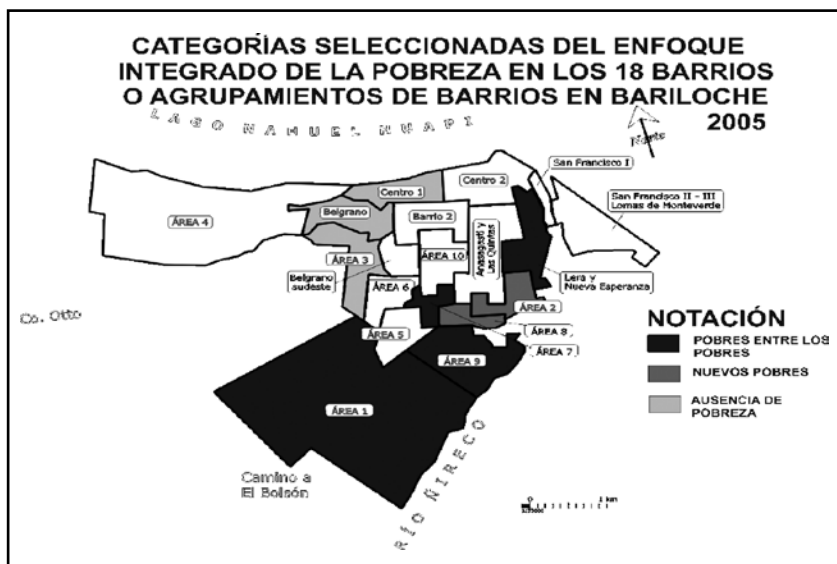 CATEGORÍAS SELECCIONADAS DEL ENFOQUE
INTEGRADO DE LA POBREZA EN LOS 18 BARRIOS
O AGRUPAMIENTOS DE BARRIOS EN BARILOCHE
2005
LAGO NAHUEL HUAPI
Norte
San Francisco I
Centro 2
Centro 1
San Francisco II - III
Lomas de Monteverde
Belgrano
Barrio 2
ÁREA 4
Anasagasti y
Las Quintas
ÁREA 3
ÁREA 10
Belgrano
sudeste
Lera y
Nueva Esperanza
ÁREA 6
ÁREA 2
Co. Otto
ÁREA 5
ÁREA 8
ÁREA 7
ÁREA 9
ÁREA 1
NOTACIÓN
POBRES ENTRE LOS
POBRES
NUEVOS POBRES
AUSENCIA DE
POBREZA
RÍO ÑIRECO
Camino a
El Bolsón
0 1 km